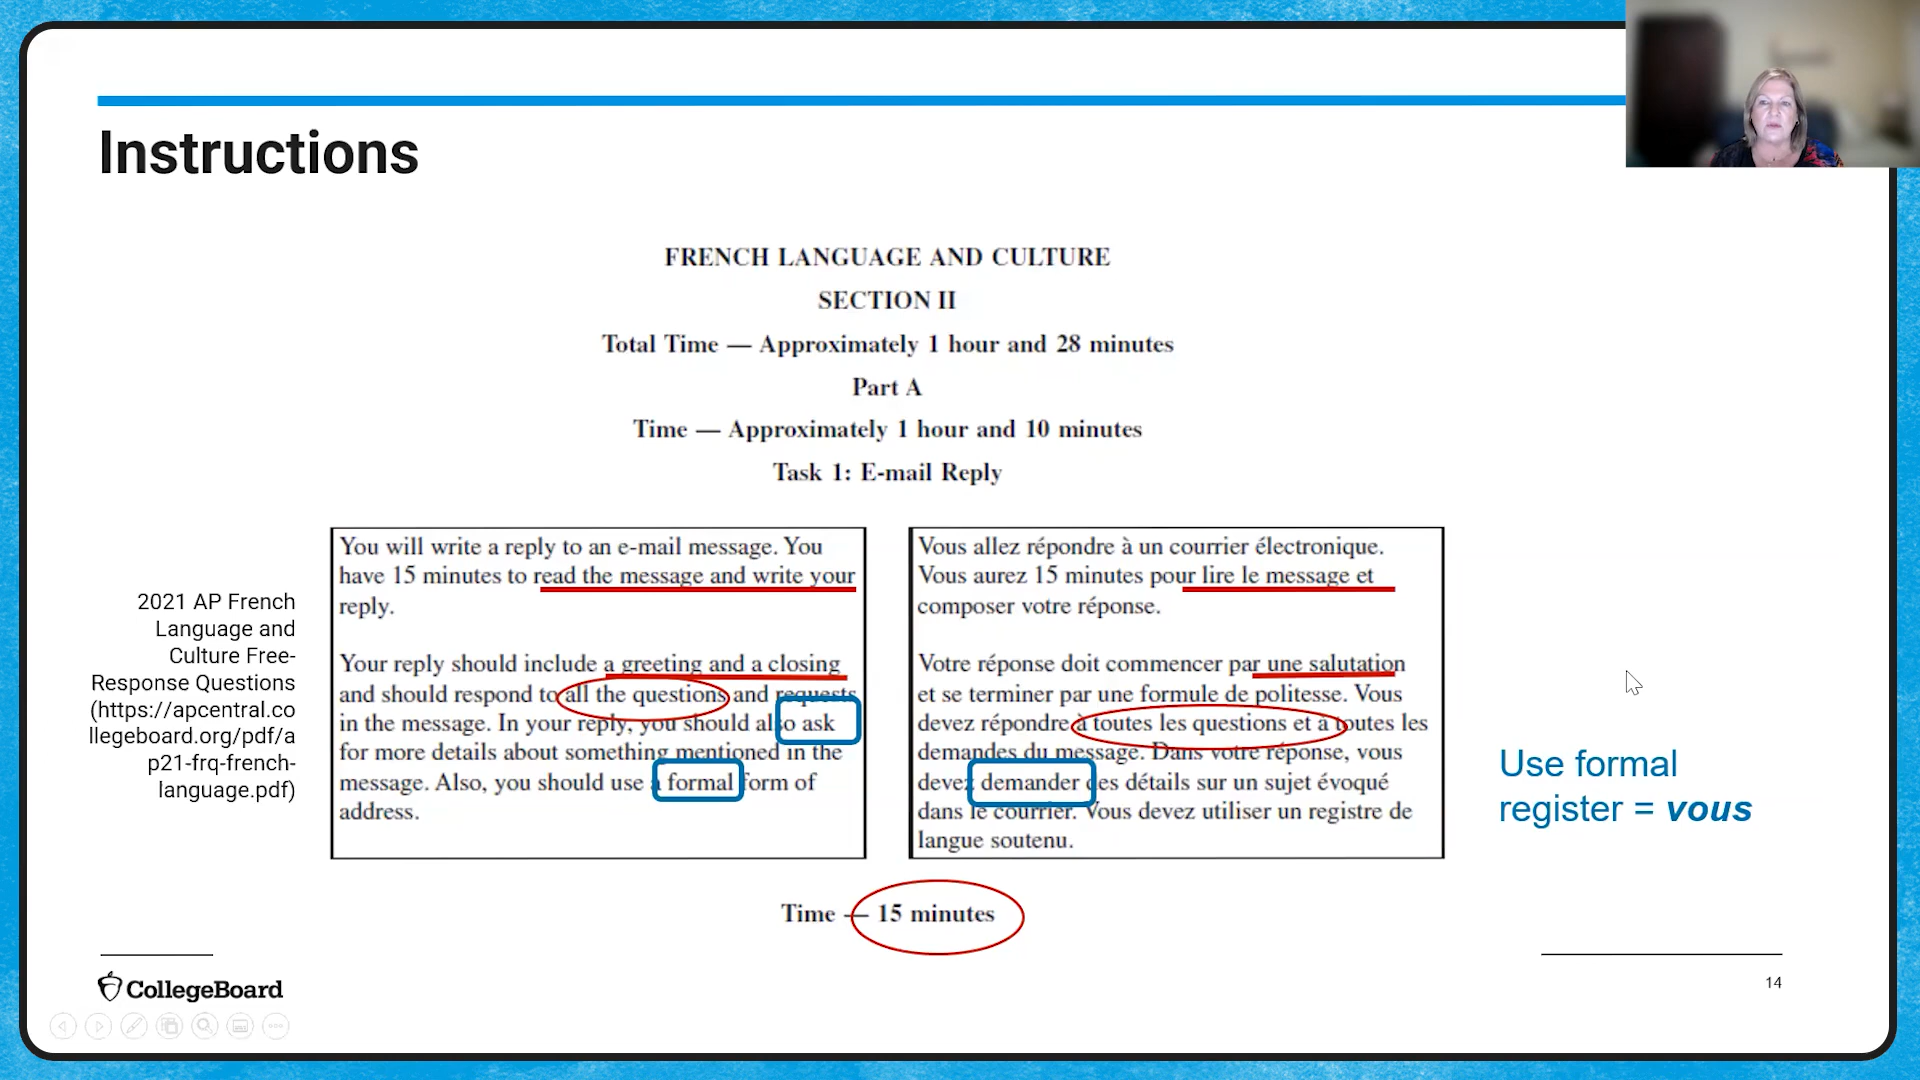 Instructions
FRENCH LANGUAGE AND CULTURE
SECTION II
Total Time — Approximately 1 hour and 28 minutes
Part A
Time — Approximately 1 hour and 10 minutes
Task 1: E-mail Reply
2021 AP French
Language and
Culture Free-
Response Questions
(https://apcentral.co
llegeboard.org/pdf/a
p21-frq-french-
language.pdf)
You will write a reply to an e-mail message. You
have 15 minutes to read the message and write your
reply.
Your reply should include a greeting and a closing
and should respond to all the questions and requests
in the message. In your reply, you should also ask
for more details about something mentioned in the
message. Also, you should use a formal form of
address.
Vous allez répondre à un courrier électronique.
Vous aurez 15 minutes pour lire le message et
composer votre réponse.
Votre réponse doit commencer par une salutation
et se terminer par une formule de politesse. Vous
devez répondre à toutes les questions et à toutes les
demandes du message. Dans votre réponse, vous
devez demander des détails sur un sujet évoqué
dans le courrier. Vous devez utiliser un registre de
langue soutenu.
Use formal
register = vous
Time — 15 minutes
CollegeBoard
14